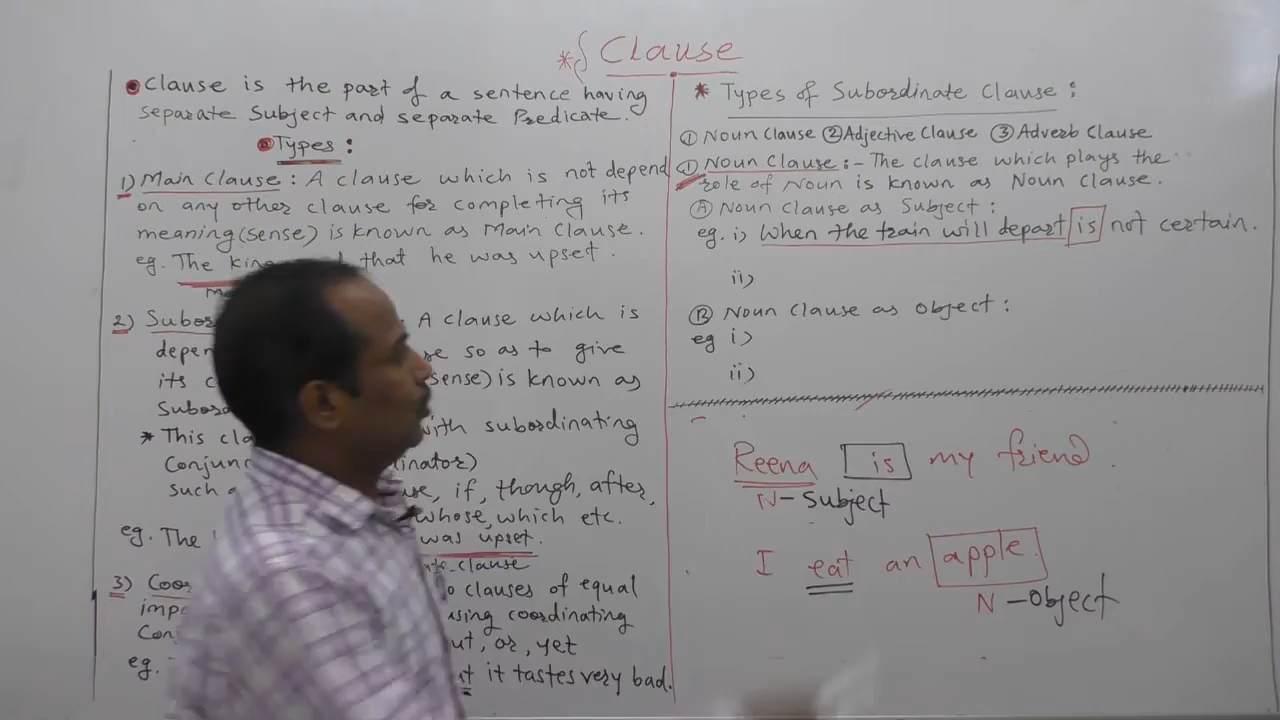 *{ Clause
Clause is the part of a sentence having
separate Subject and separate Predicate.
Types:
1) Main Clause: A clause which is not depend
on any other clause for completing its
meaning(sense) is known as Main Clause.
eg. The that he was upset.
2) A clause which is
so as to give
its sense) is known as
* This with subordinating
such if, though, after,
whose, which etc.
eg. The was upset.
clause
3) clauses of equal
using coordinating
or, yet
eg. it tastes very bad.
* Types of Subordinate Clause:
① Noun Clause ② Adjective Clause ③ Adverb Clause
① Noun Clause:- The clause which plays the
role of Noun is known as Noun Clause.
Ⓐ Noun Clause as Subject:
eg. i) When the train will depart is not certain.
ii)
Ⓑ Noun Clause as Object:
eg i)
ii)
Reena is my friend.
N-Subject
I eat an apple.
N-Object